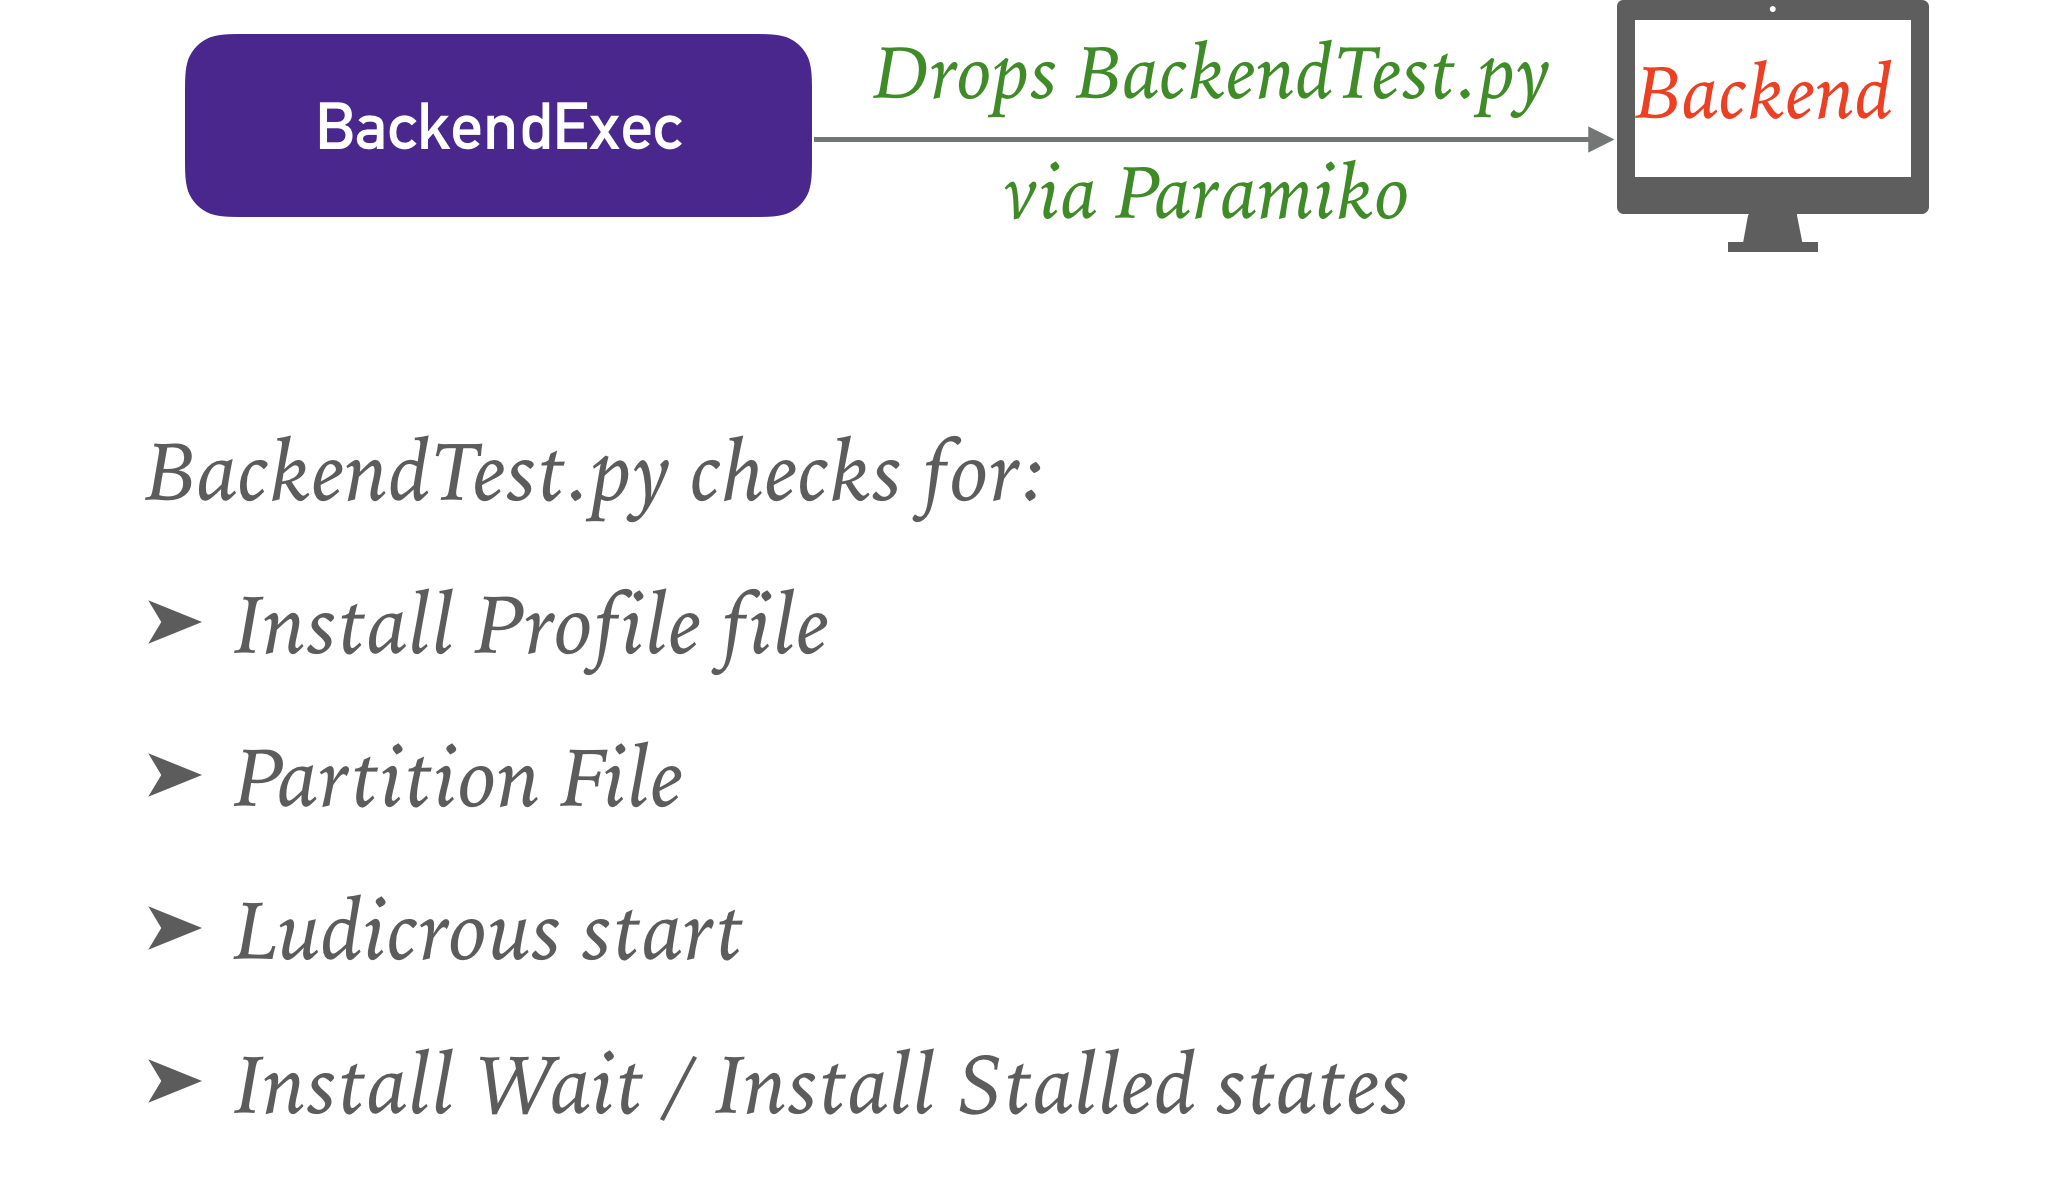 BackendExec
Drops BackendTest.py
via Paramiko
Backend
BackendTest.py checks for:
➤ Install Profile file
➤ Partition File
➤ Ludicrous start
➤ Install Wait / Install Stalled states